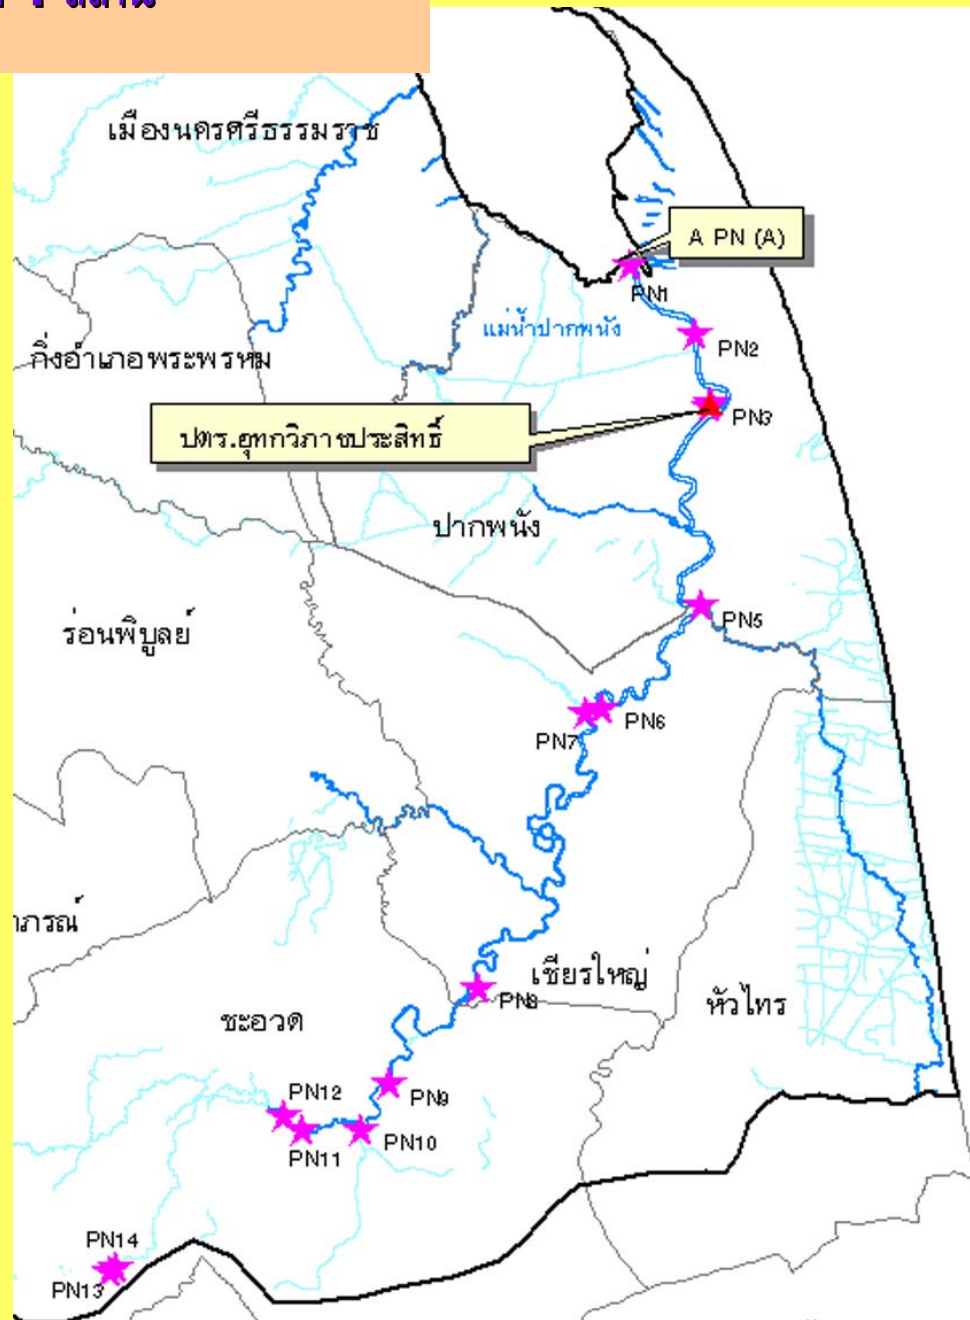 เมืองนครศรีธรรมราช
A PN (A)
PN1
แม่น้ำปากพนัง
PN2
กิ่งอำเภอพระพรหม
PN3
ปตร.อุทกวิภาชประสิทธิ์
ปากพนัง
ร่อนพิบูลย์
PN5
PN6
PN7
าภรณ์
เชียรใหญ่
PN8
หัวไทร
ชะอวด
PN12
PN9
PN11
PN10
PN14
PN13